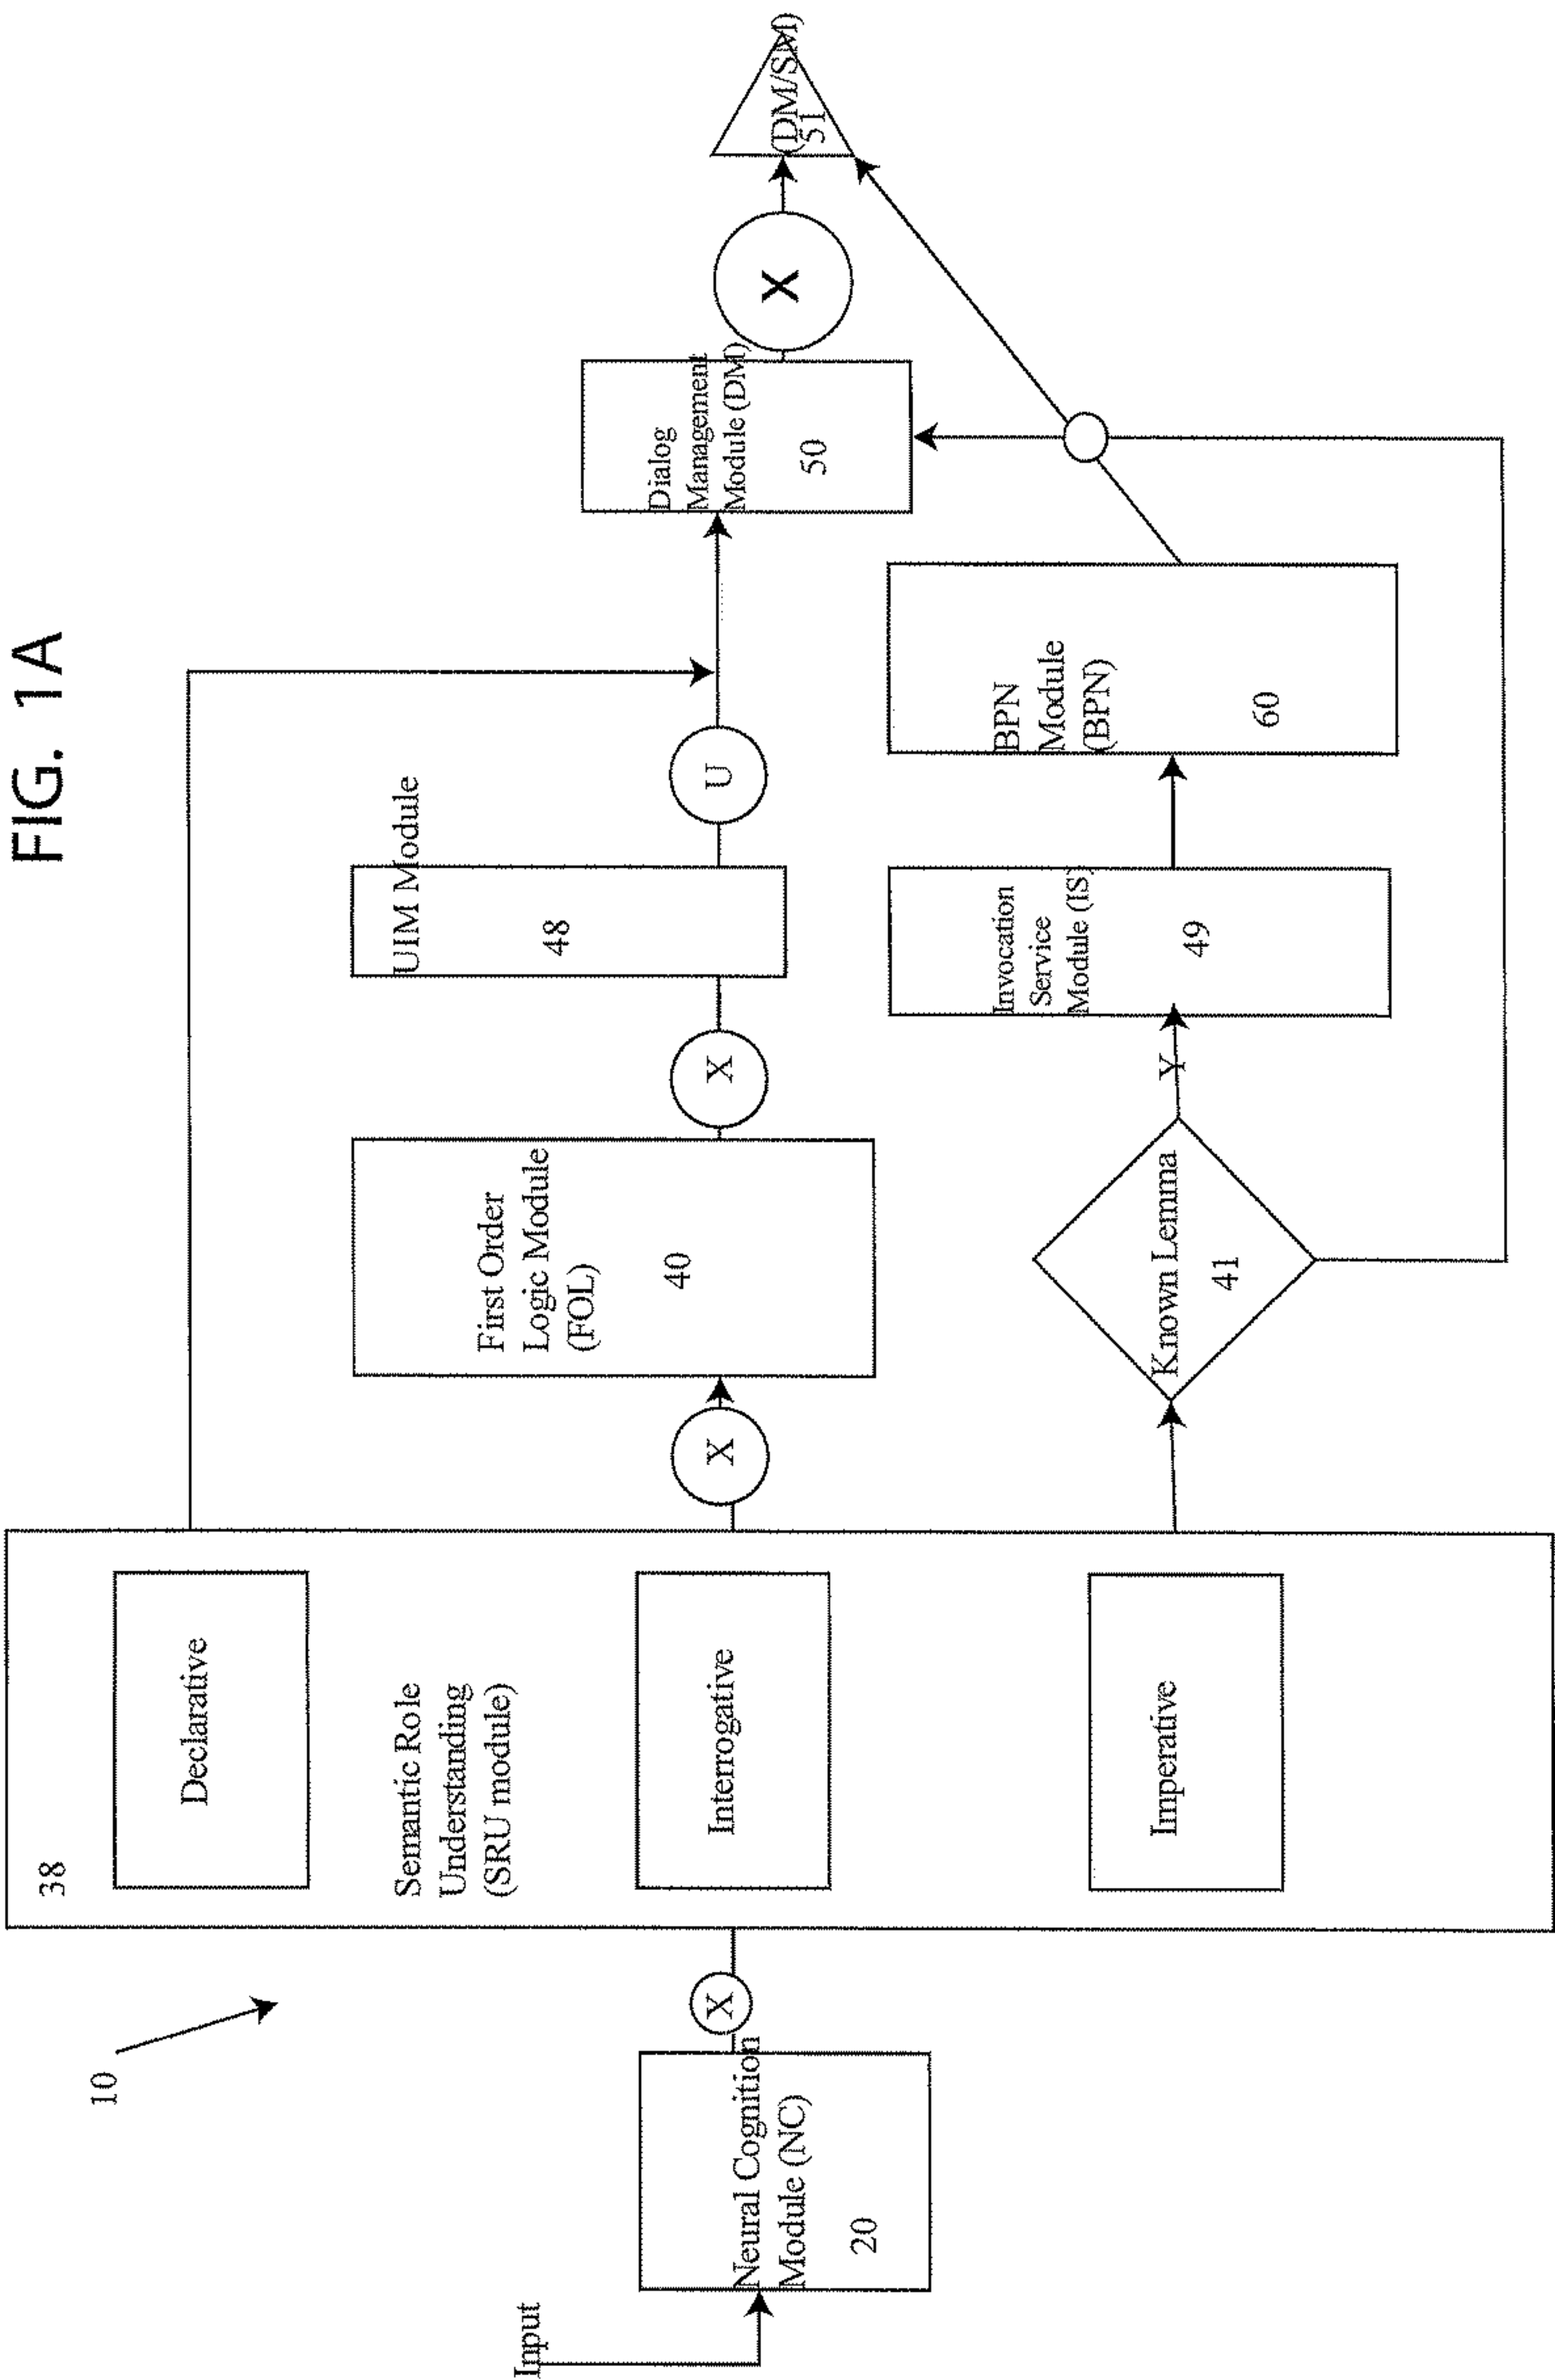 FIG. 1A
10
Input
Neural Cognition
Module (NC)
20
X
38
Declarative
Semantic Role
Understanding
(SRU module)
Interrogative
Imperative
X
First Order
Logic Module
(FOL)
40
X
UIM Module
48
U
Known Lemma
41
Y
Invocation
Service
Module (IS)
49
BPN
Module
(BPN)
60
Dialog
Management
Module (DM)
50
X
(DM/SM)
51